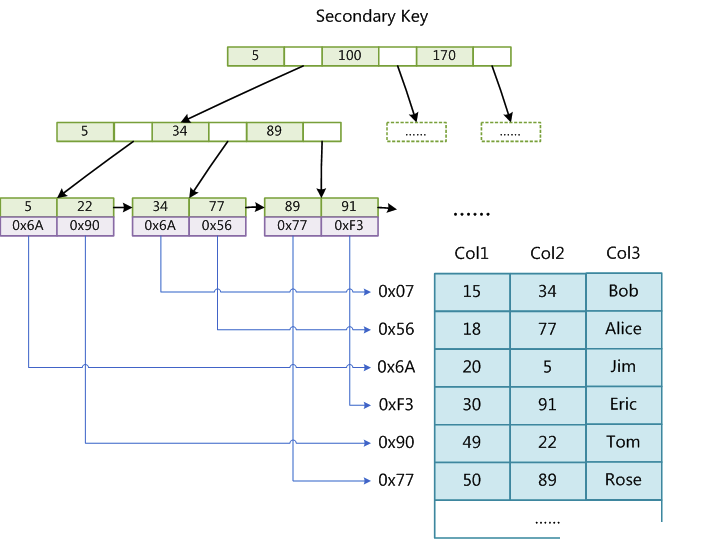 Secondary Key
5 100 170
5 34 89
...... ......
5 22 34 77 89 91
0x6A 0x90 0x6A 0x56 0x77 0xF3
......
Col1 Col2 Col3
0x07 15 34 Bob
0x56 18 77 Alice
0x6A 20 5 Jim
0xF3 30 91 Eric
0x90 49 22 Tom
0x77 50 89 Rose
......